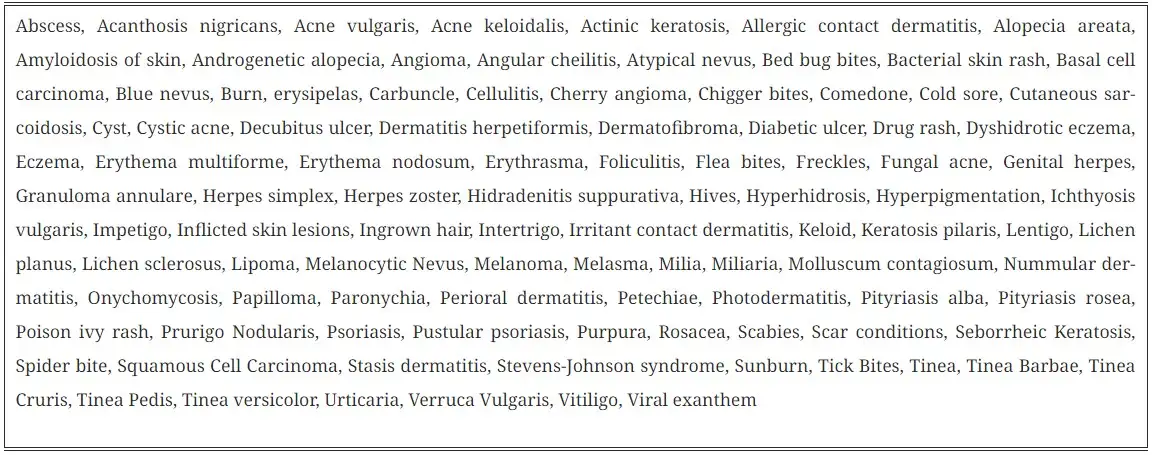 Abscess, Acanthosis nigricans, Acne vulgaris, Acne keloidalis, Actinic keratosis, Allergic contact dermatitis, Alopecia areata,
Amyloidosis of skin, Androgenetic alopecia, Angioma, Angular cheilitis, Atypical nevus, Bed bug bites, Bacterial skin rash, Basal cell
carcinoma, Blue nevus, Burn, erysipelas, Carbuncle, Cellulitis, Cherry angioma, Chigger bites, Comedone, Cold sore, Cutaneous sar-
coidosis, Cyst, Cystic acne, Decubitus ulcer, Dermatitis herpetiformis, Dermatofibroma, Diabetic ulcer, Drug rash, Dyshidrotic eczema,
Eczema, Erythema multiforme, Erythema nodosum, Erythrasma, Foliculitis, Flea bites, Freckles, Fungal acne, Genital herpes,
Granuloma annulare, Herpes simplex, Herpes zoster, Hidradenitis suppurativa, Hives, Hyperhidrosis, Hyperpigmentation, Ichthyosis
vulgaris, Impetigo, Inflicted skin lesions, Ingrown hair, Intertrigo, Irritant contact dermatitis, Keloid, Keratosis pilaris, Lentigo, Lichen
planus, Lichen sclerosus, Lipoma, Melanocytic Nevus, Melanoma, Melasma, Milia, Miliaria, Molluscum contagiosum, Nummular der-
matitis, Onychomycosis, Papilloma, Paronychia, Perioral dermatitis, Petechiae, Photodermatitis, Pityriasis alba, Pityriasis rosea,
Poison ivy rash, Prurigo Nodularis, Psoriasis, Pustular psoriasis, Purpura, Rosacea, Scabies, Scar conditions, Seborrheic Keratosis,
Spider bite, Squamous Cell Carcinoma, Stasis dermatitis, Stevens-Johnson syndrome, Sunburn, Tick Bites, Tinea, Tinea Barbae, Tinea
Cruris, Tinea Pedis, Tinea versicolor, Urticaria, Verruca Vulgaris, Vitiligo, Viral exanthem